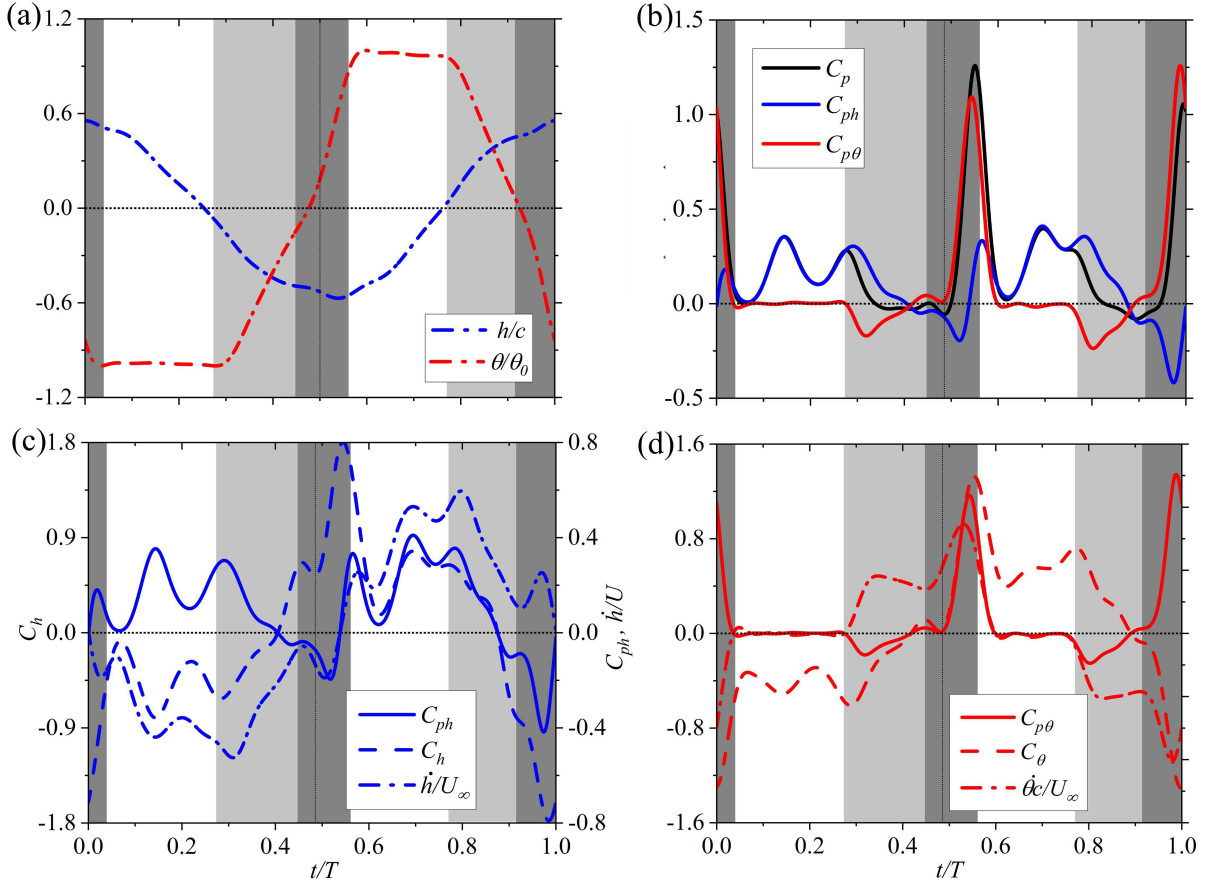 (a)
1.2
0.6
0.0
-0.6
-1.2
h/c
θ/θ0
(b)
1.5
1.0
0.5
0.0
-0.5
Cp
Cph
Cpθ
(c)
1.8
0.9
0.0
-0.9
-1.8
Ch
0.8
0.4
0.0
-0.4
-0.8
Cph, ḣ/U
Cph
Ch
ḣ/U∞
0.0 0.2 0.4 0.6 0.8 1.0
t/T
(d)
1.6
0.8
0.0
-0.8
-1.6
Cpθ
Cθ
θ̇c/U∞
0.0 0.2 0.4 0.6 0.8 1.0
t/T